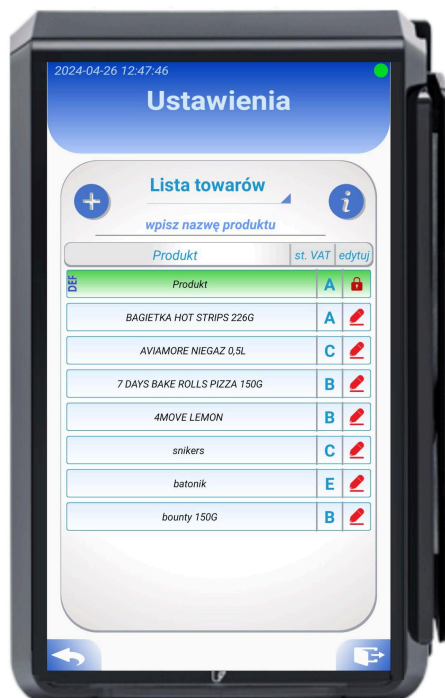 2024-04-26 12:47:46
Ustawienia
Lista towarów
wpisz nazwę produktu
Produkt st. VAT edytuj
DEF Produkt A
BAGIETKA HOT STRIPS 226G A
AVIAMORE NIEGAZ 0,5L C
7 DAYS BAKE ROLLS PIZZA 150G B
4MOVE LEMON B
snikers C
batonik E
bounty 150G B